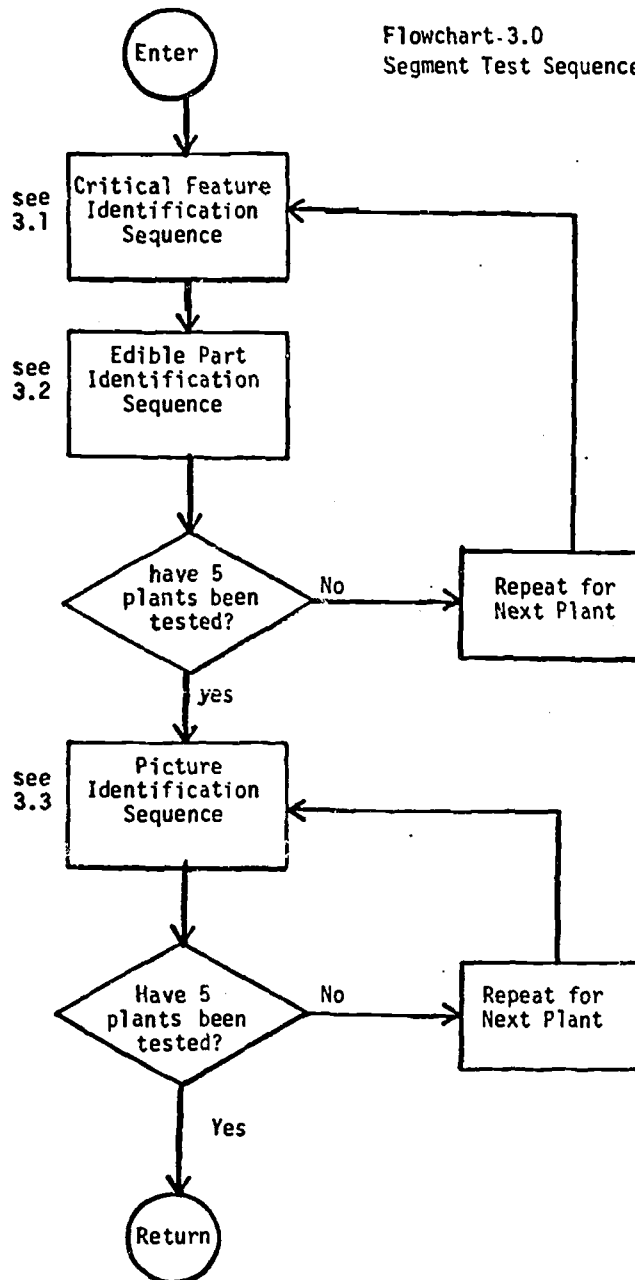 Flowchart-3.0
Segment Test Sequence
Enter
see
3.1
Critical Feature
Identification
Sequence
see
3.2
Edible Part
Identification
Sequence
have 5
plants been
tested?
No
Repeat for
Next Plant
yes
see
3.3
Picture
Identification
Sequence
Have 5
plants been
tested?
No
Repeat for
Next Plant
Yes
Return